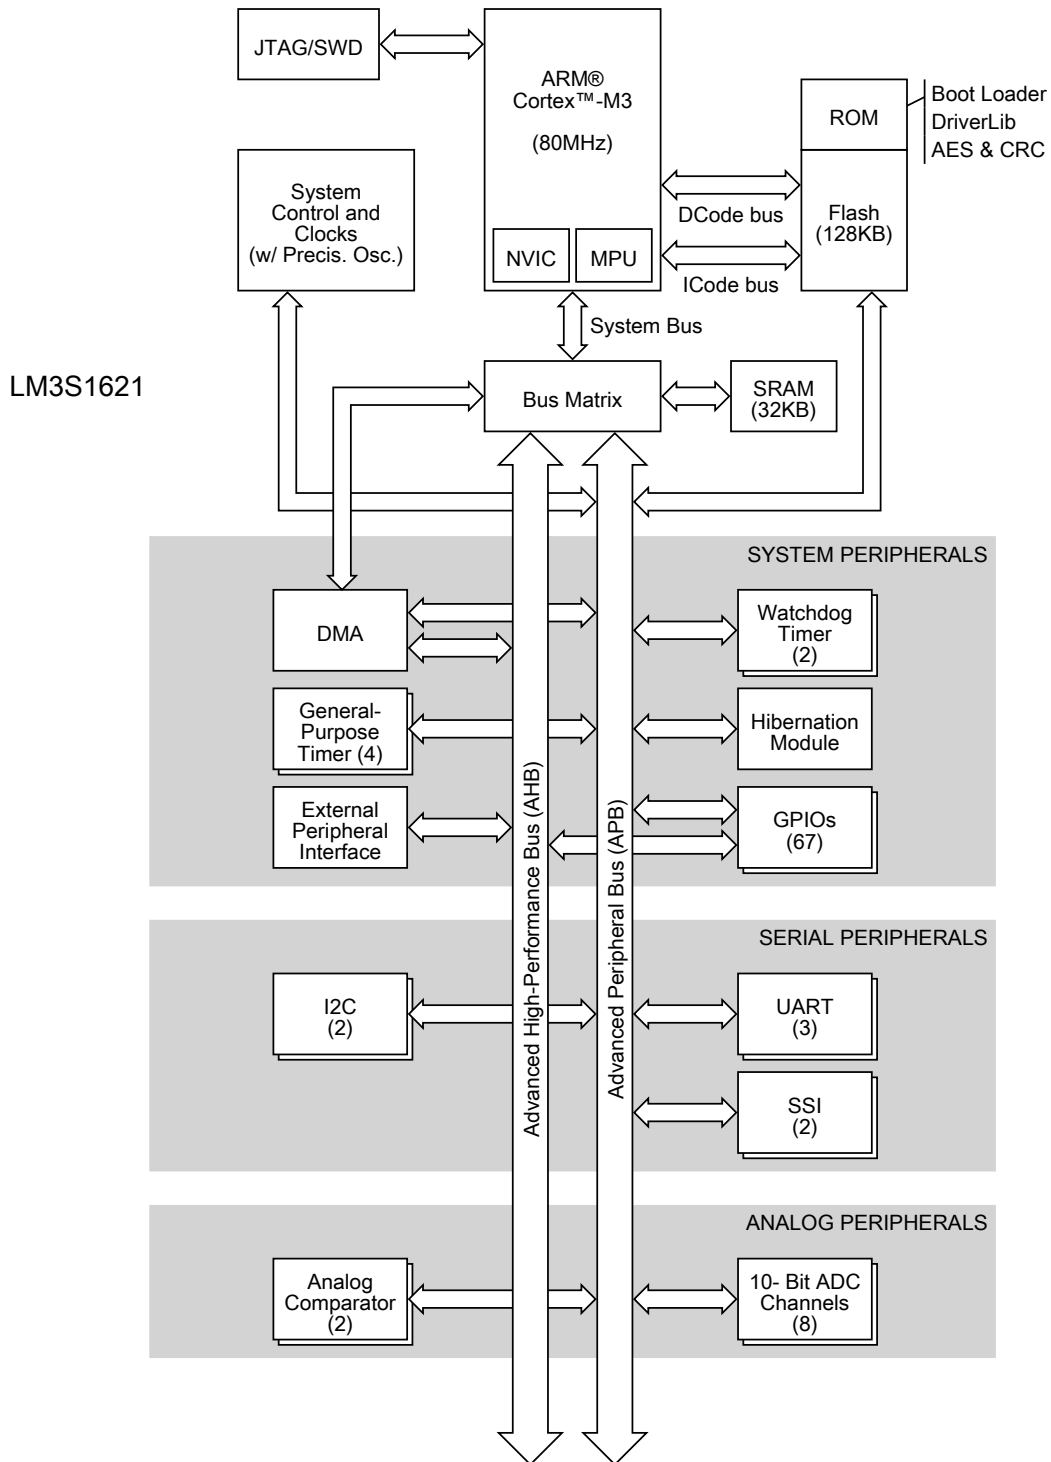 JTAG/SWD
ARM®
Cortex™-M3
(80MHz)
NVIC
MPU
ROM
Boot Loader
DriverLib
AES & CRC
Flash
(128KB)
DCode bus
ICode bus
System
Control and
Clocks
(w/ Precis. Osc.)
System Bus
LM3S1621
Bus Matrix
SRAM
(32KB)
SYSTEM PERIPHERALS
DMA
Watchdog
Timer
(2)
General-
Purpose
Timer (4)
Hibernation
Module
External
Peripheral
Interface
GPIOs
(67)
Advanced High-Performance Bus (AHB)
Advanced Peripheral Bus (APB)
SERIAL PERIPHERALS
I2C
(2)
UART
(3)
SSI
(2)
ANALOG PERIPHERALS
Analog
Comparator
(2)
10- Bit ADC
Channels
(8)